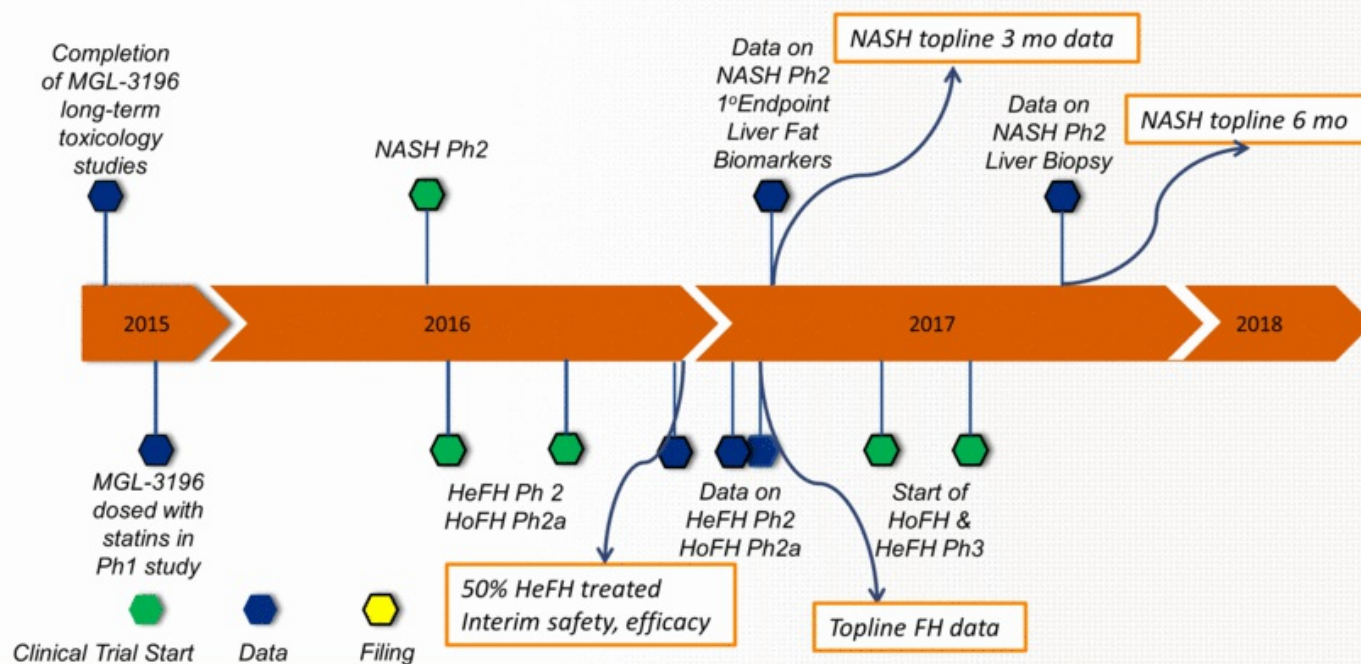 Completion
of MGL-3196
long-term
toxicology
studies
NASH Ph2
Data on
NASH Ph2
1ºEndpoint
Liver Fat
Biomarkers
NASH topline 3 mo data
Data on
NASH Ph2
Liver Biopsy
NASH topline 6 mo
2015
2016
2017
2018
MGL-3196
dosed with
statins in
Ph1 study
HeFH Ph 2
HoFH Ph2a
Data on
HeFH Ph2
HoFH Ph2a
Start of
HoFH &
HeFH Ph3
50% HeFH treated
Interim safety, efficacy
Topline FH data
Clinical Trial Start
Data
Filing